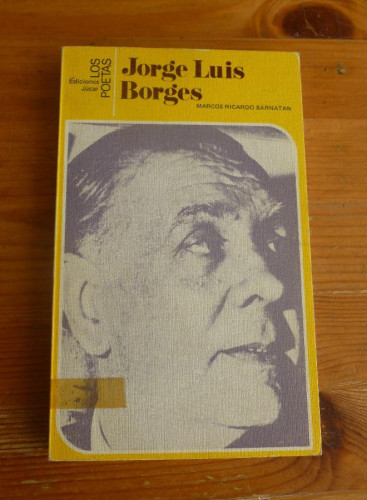 Ediciones
Júcar
LOS
POETAS
Jorge Luis
Borges
MARCOS RICARDO BARNATAN